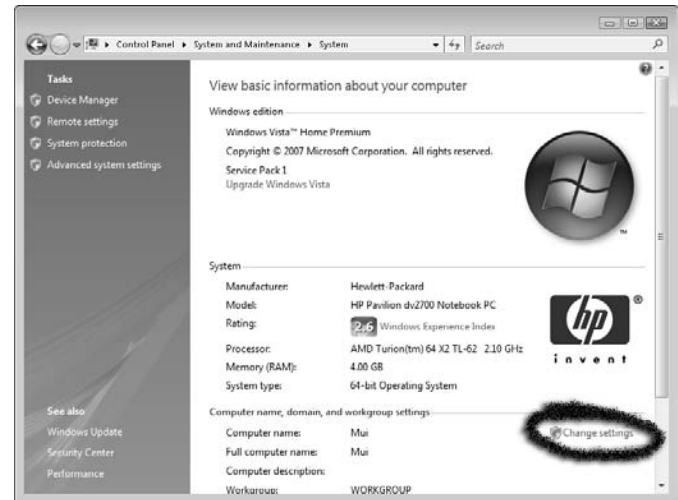 Control Panel ▸ System and Maintenance ▸ System
Search
Tasks
Device Manager
Remote settings
System protection
Advanced system settings
See also
Windows Update
Security Center
Performance
View basic information about your computer
Windows edition
Windows Vista™ Home Premium
Copyright © 2007 Microsoft Corporation. All rights reserved.
Service Pack 1
Upgrade Windows Vista
TM
System
Manufacturer: Hewlett-Packard
Model: HP Pavilion dv2700 Notebook PC
Rating: 2.6 Windows Experience Index
Processor: AMD Turion(tm) 64 X2 TL-62 2.10 GHz
Memory (RAM): 4.00 GB
System type: 64-bit Operating System
hp ®
invent
Computer name, domain, and workgroup settings
Computer name: Mui
Change settings
Full computer name: Mui
Computer description:
Workgroup: WORKGROUP